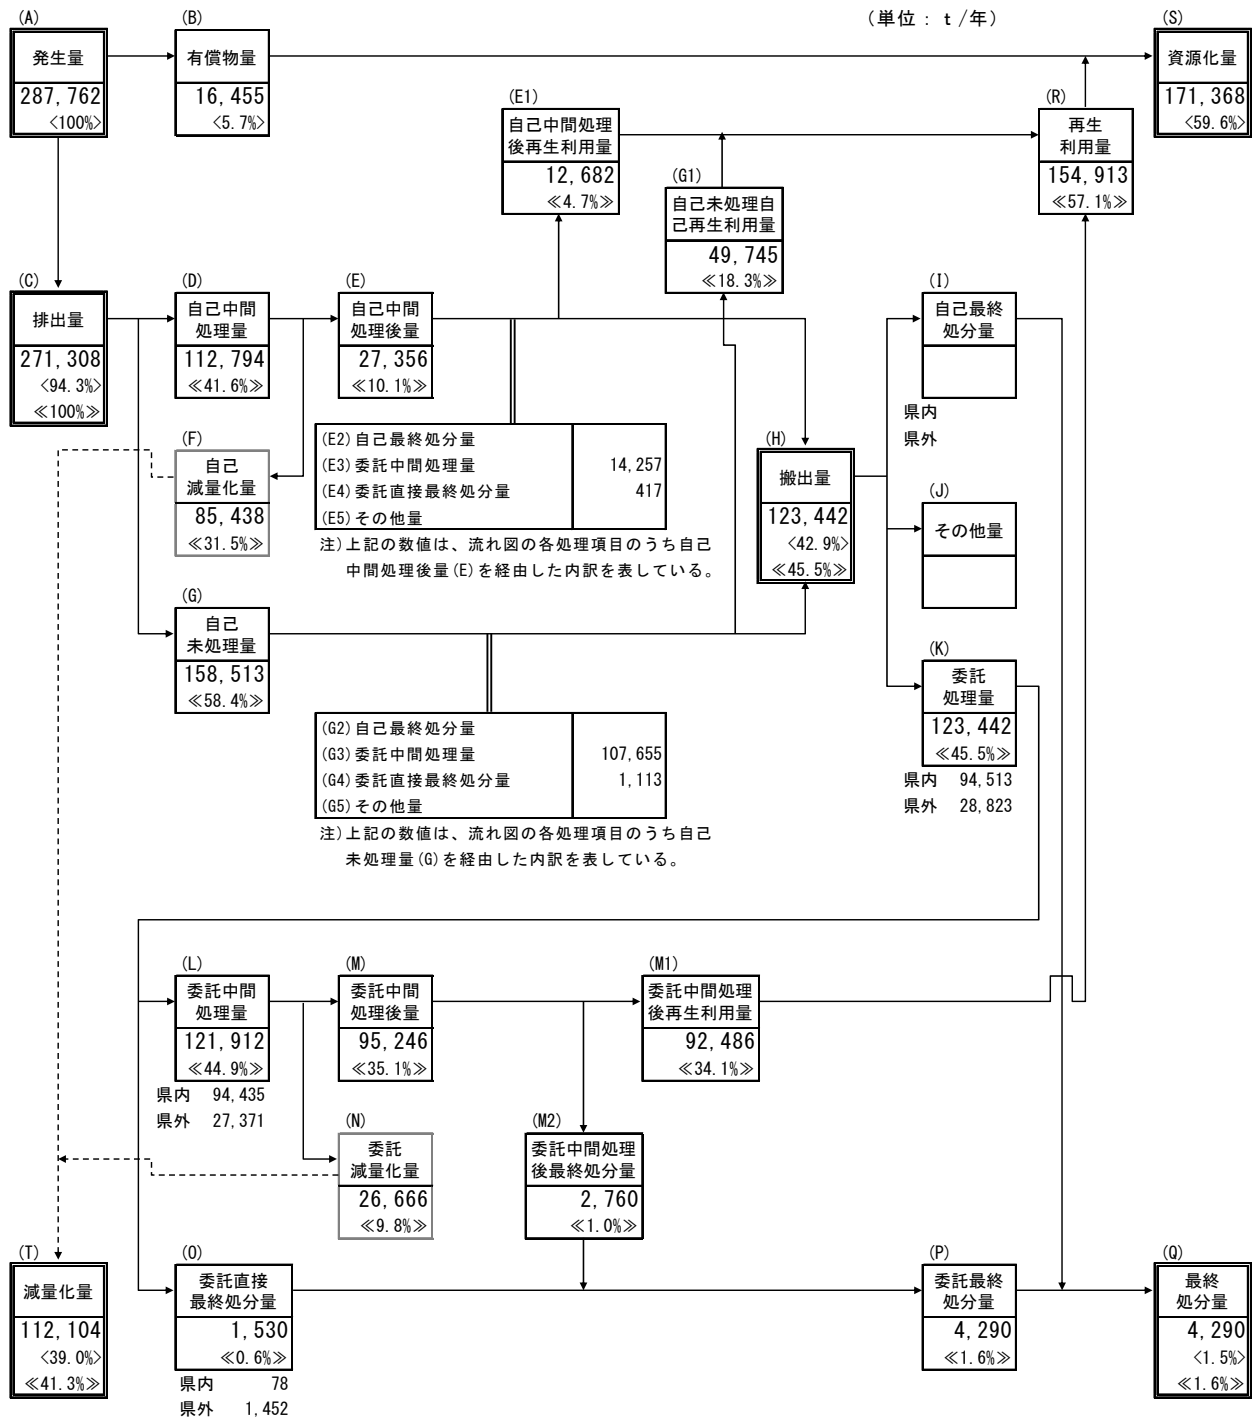 (単位：ｔ/年)
(A)
発生量
287,762
<100%>
(B)
有償物量
16,455
<5.7%>
(S)
資源化量
171,368
<59.6%>
(E1)
自己中間処理
後再生利用量
12,682
≪4.7%≫
(R)
再生
利用量
154,913
≪57.1%≫
(G1)
自己未処理自
己再生利用量
49,745
≪18.3%≫
(C)
排出量
271,308
<94.3%>
≪100%≫
(D)
自己中間
処理量
112,794
≪41.6%≫
(E)
自己中間
処理後量
27,356
≪10.1%≫
(I)
自己最終
処分量
県内
県外
(F)
自己
減量化量
85,438
≪31.5%≫
(E2)自己最終処分量
(E3)委託中間処理量 14,257
(E4)委託直接最終処分量 417
(E5)その他量
注)上記の数値は、流れ図の各処理項目のうち自己
中間処理後量(E)を経由した内訳を表している。
(H)
搬出量
123,442
<42.9%>
≪45.5%≫
(J)
その他量
(G)
自己
未処理量
158,513
≪58.4%≫
(K)
委託
処理量
123,442
≪45.5%≫
県内 94,513
県外 28,823
(G2)自己最終処分量
(G3)委託中間処理量 107,655
(G4)委託直接最終処分量 1,113
(G5)その他量
注)上記の数値は、流れ図の各処理項目のうち自己
未処理量(G)を経由した内訳を表している。
(L)
委託中間
処理量
121,912
≪44.9%≫
県内 94,435
県外 27,371
(M)
委託中間
処理後量
95,246
≪35.1%≫
(M1)
委託中間処理
後再生利用量
92,486
≪34.1%≫
(N)
委託
減量化量
26,666
≪9.8%≫
(M2)
委託中間処理
後最終処分量
2,760
≪1.0%≫
(T)
減量化量
112,104
<39.0%>
≪41.3%≫
(O)
委託直接
最終処分量
1,530
≪0.6%≫
県内 78
県外 1,452
(P)
委託最終
処分量
4,290
≪1.6%≫
(Q)
最終
処分量
4,290
<1.5%>
≪1.6%≫